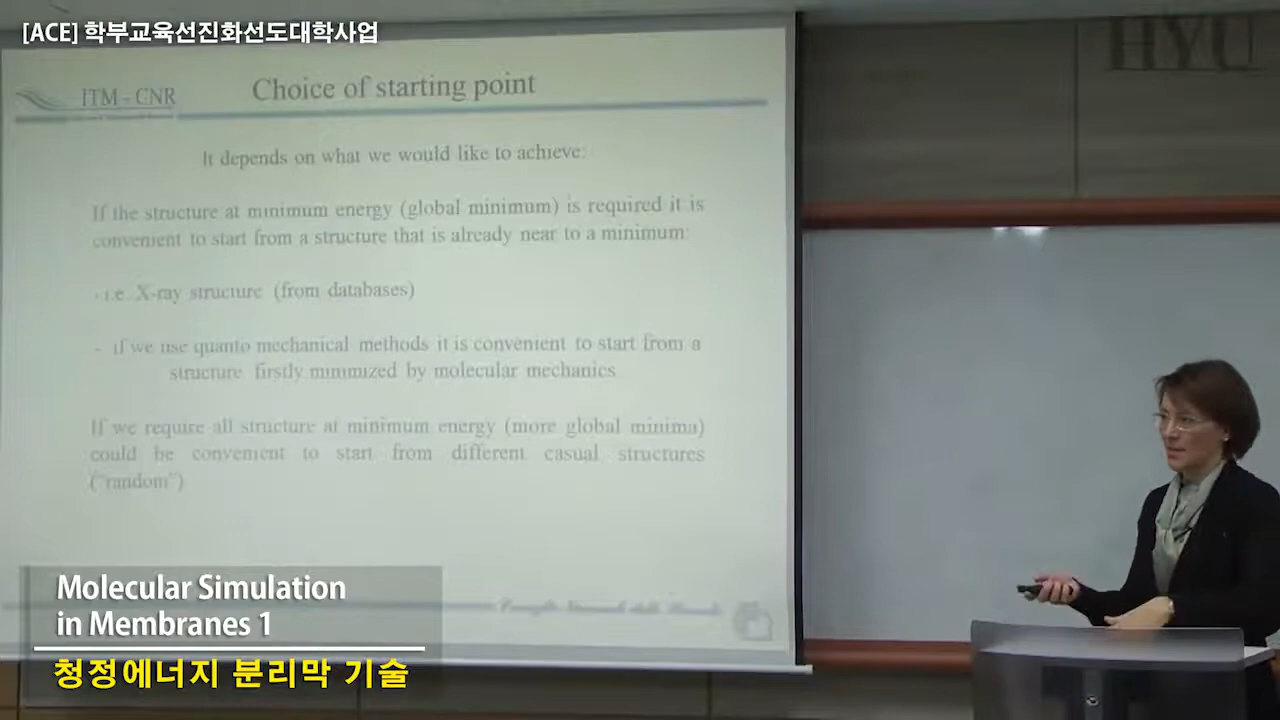 [ACE] 학부교육선진화선도대학사업
HYU
ITM - CNR
Choice of starting point
It depends on what we would like to achieve:
If the structure at minimum energy (global minimum) is required it is
convenient to start from a structure that is already near to a minimum:
- i.e. X-ray structure (from databases)
- if we use quanto mechanical methods it is convenient to start from a
structure firstly minimized by molecular mechanics
If we require all structure at minimum energy (more global minima)
could be convenient to start from different casual structures
("random")
Molecular Simulation
in Membranes 1
청정에너지 분리막 기술